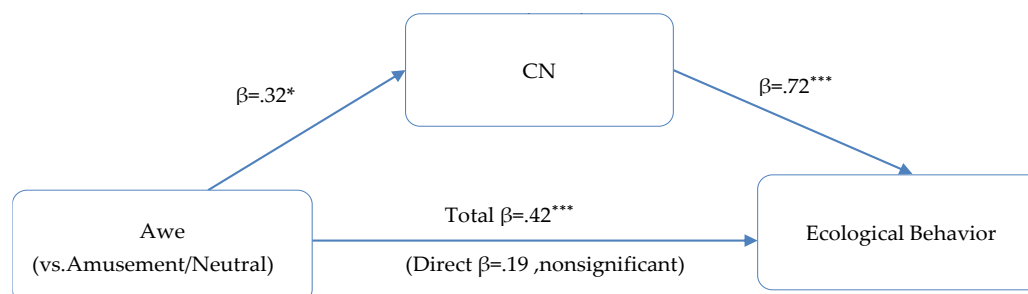 CN
β=.32*
β=.72***
Total β=.42***
Awe
(vs.Amusement/Neutral)
(Direct β=.19 ,nonsignificant)
Ecological Behavior